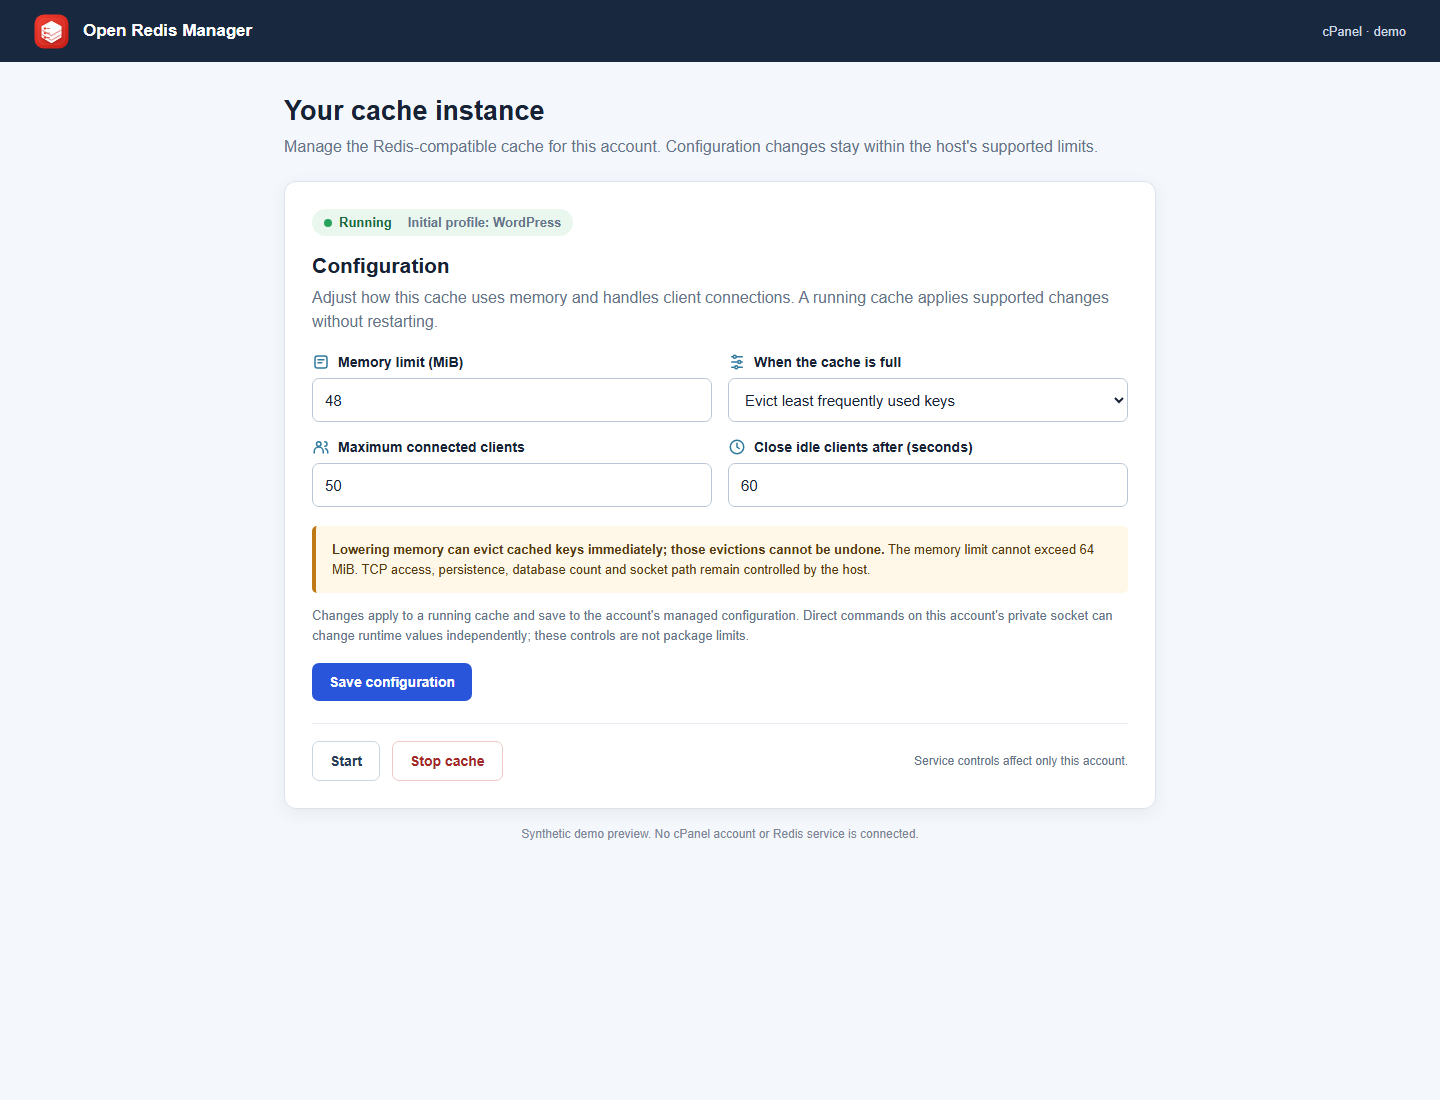 Open Redis Manager
cPanel · demo
Your cache instance
Manage the Redis-compatible cache for this account. Configuration changes stay within the host's supported limits.
Running Initial profile: WordPress
Configuration
Adjust how this cache uses memory and handles client connections. A running cache applies supported changes
without restarting.
Memory limit (MiB)
48
When the cache is full
Evict least frequently used keys
Maximum connected clients
50
Close idle clients after (seconds)
60
Lowering memory can evict cached keys immediately; those evictions cannot be undone. The memory limit cannot exceed 64
MiB. TCP access, persistence, database count and socket path remain controlled by the host.
Changes apply to a running cache and save to the account's managed configuration. Direct commands on this account's private socket can
change runtime values independently; these controls are not package limits.
Save configuration
Start
Stop cache
Service controls affect only this account.
Synthetic demo preview. No cPanel account or Redis service is connected.